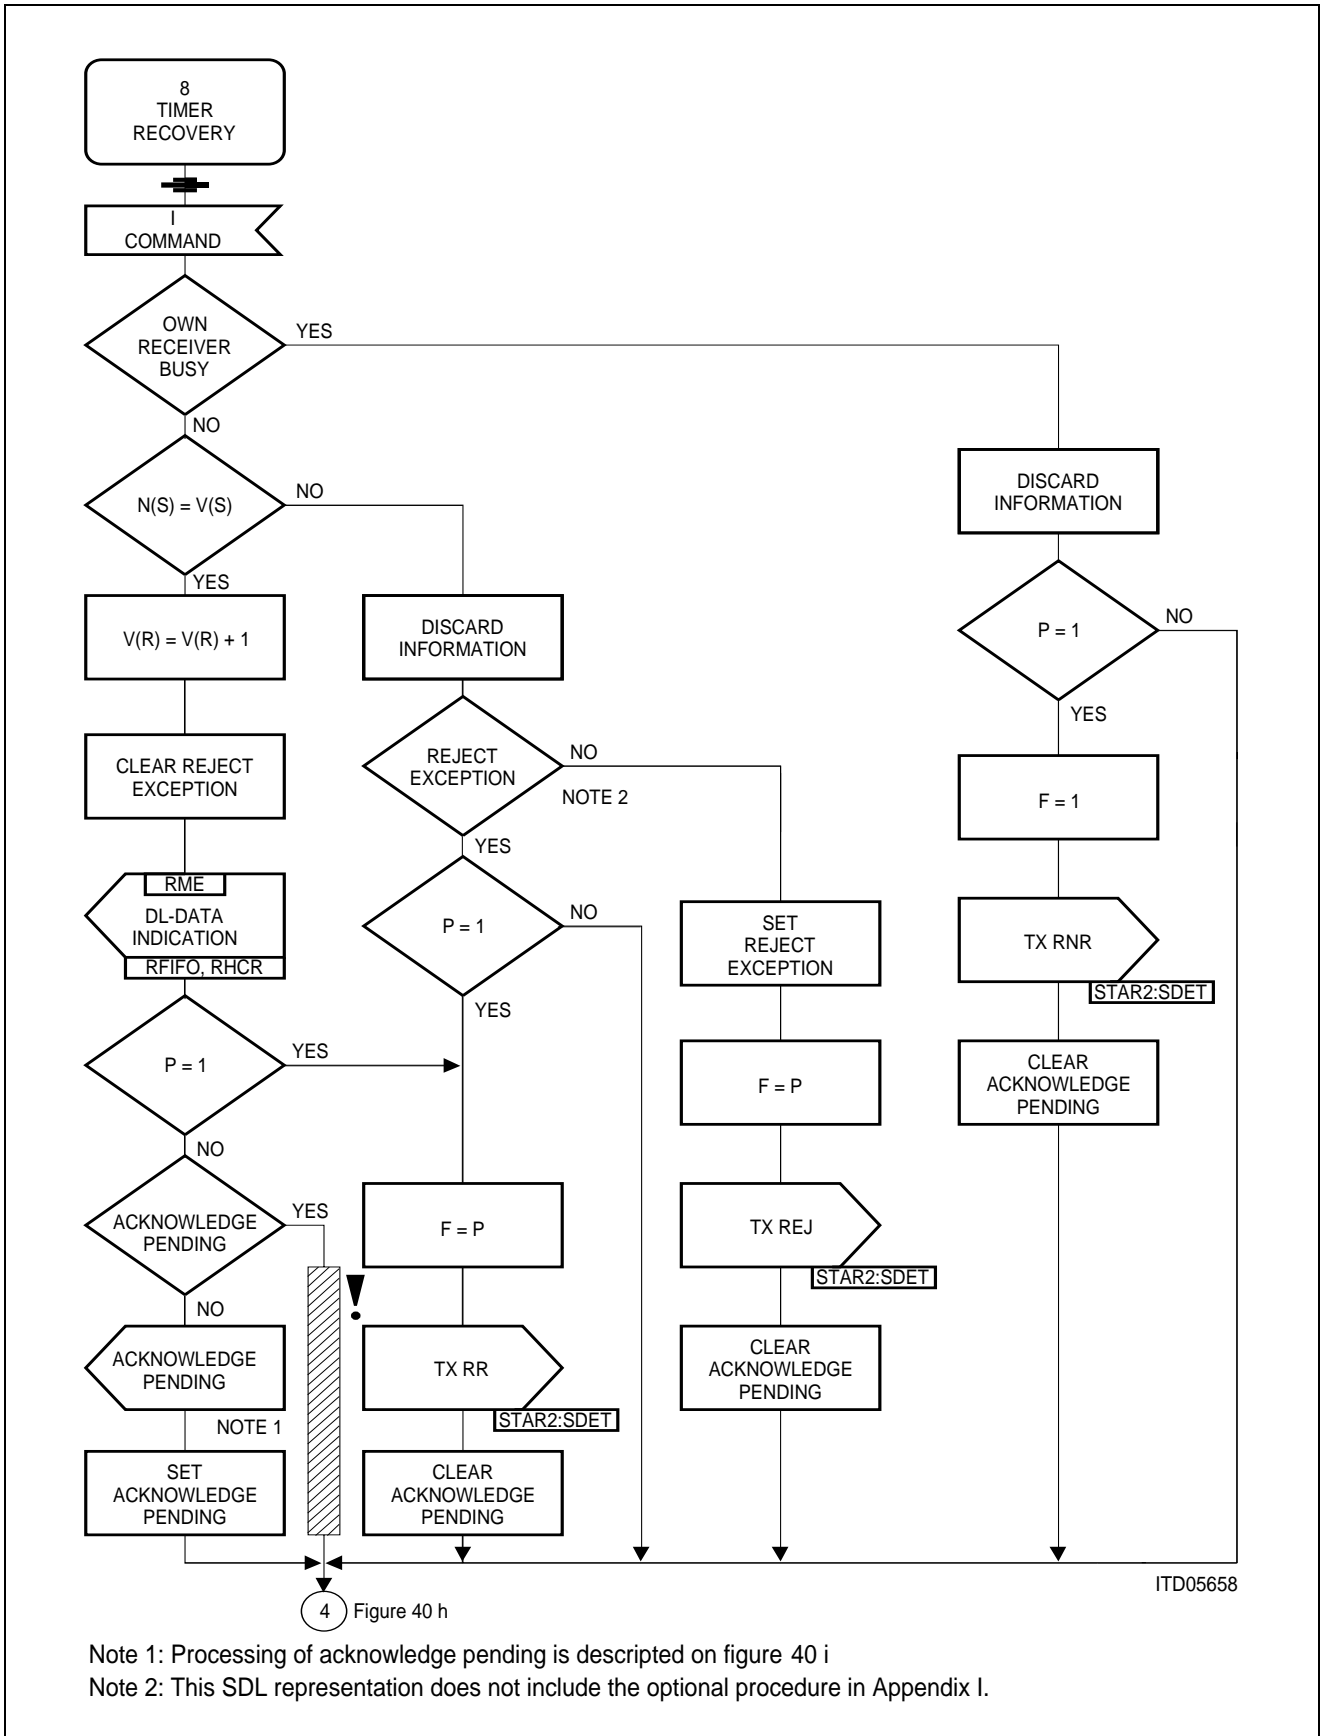 8
TIMER
RECOVERY
I
COMMAND
OWN
RECEIVER
BUSY
YES
NO
N(S) = V(S)
NO
YES
DISCARD
INFORMATION
P = 1
NO
YES
V(R) = V(R) + 1
DISCARD
INFORMATION
CLEAR REJECT
EXCEPTION
REJECT
EXCEPTION
NO
NOTE 2
YES
F = 1
RME
DL-DATA
INDICATION
RFIFO, RHCR
P = 1
NO
YES
SET
REJECT
EXCEPTION
TX RNR
STAR2:SDET
P = 1
YES
NO
F = P
CLEAR
ACKNOWLEDGE
PENDING
ACKNOWLEDGE
PENDING
YES
NO
F = P
TX REJ
STAR2:SDET
!
ACKNOWLEDGE
PENDING
NOTE 1
TX RR
STAR2:SDET
CLEAR
ACKNOWLEDGE
PENDING
SET
ACKNOWLEDGE
PENDING
CLEAR
ACKNOWLEDGE
PENDING
ITD05658
4 Figure 40 h
Note 1: Processing of acknowledge pending is descripted on figure 40 i
Note 2: This SDL representation does not include the optional procedure in Appendix I.